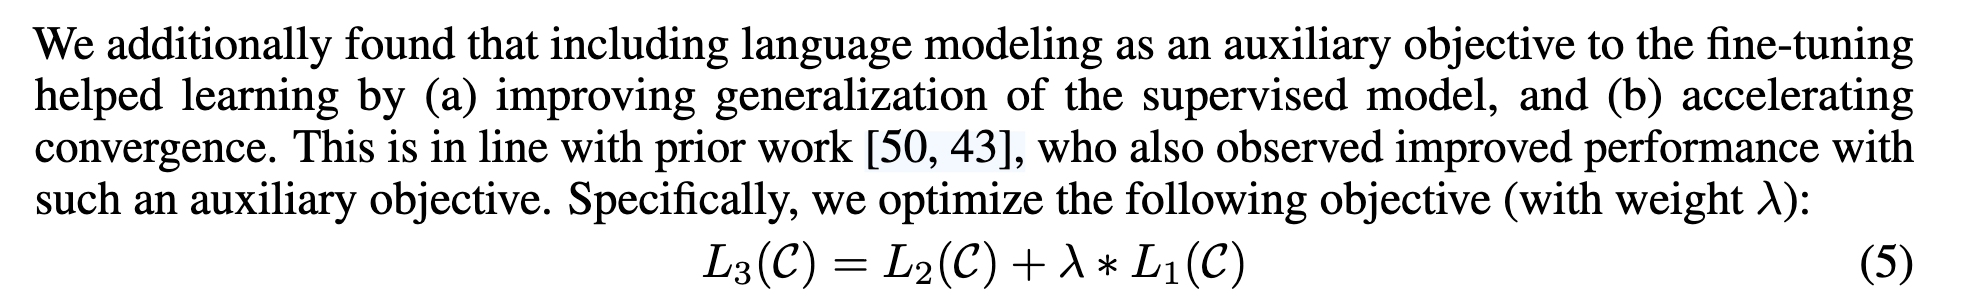 We additionally found that including language modeling as an auxiliary objective to the fine-tuning
helped learning by (a) improving generalization of the supervised model, and (b) accelerating
convergence. This is in line with prior work [50, 43], who also observed improved performance with
such an auxiliary objective. Specifically, we optimize the following objective (with weight λ):
L₃(𝒞) = L₂(𝒞) + λ ∗ L₁(𝒞) (5)